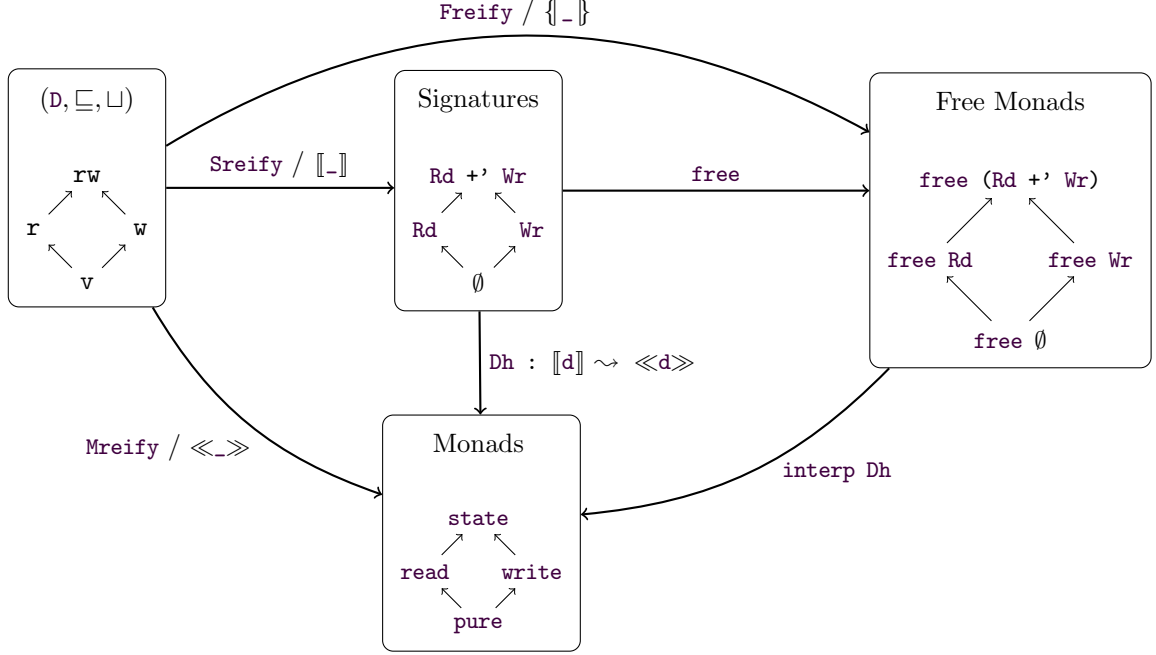 Freify / {[_]}
(D, ⊑, ⊔)
rw
r w
v
Sreify / ⟦_⟧
Signatures
Rd +' Wr
Rd Wr
∅
free
Free Monads
free (Rd +' Wr)
free Rd free Wr
free ∅
Dh : ⟦d⟧ ⤳ ≪d≫
Mreify / ≪_≫
Monads
state
read write
pure
interp Dh